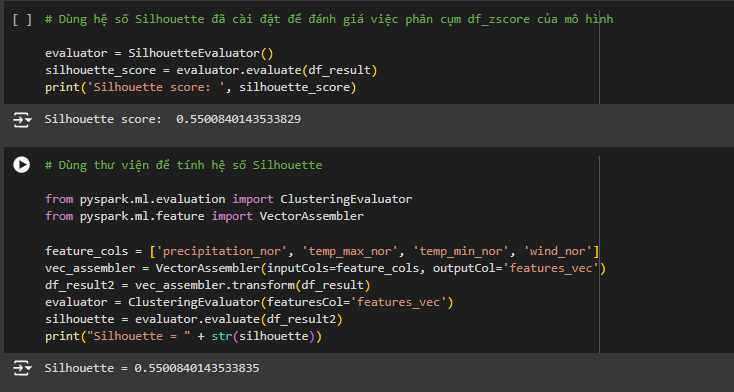 [ ] # Dùng hệ số Silhouette đã cài đặt để đánh giá việc phân cụm df_zscore của mô hình
evaluator = SilhouetteEvaluator()
silhouette_score = evaluator.evaluate(df_result)
print('Silhouette score: ', silhouette_score)
Silhouette score:  0.5500840143533829
# Dùng thư viện để tính hệ số Silhouette
from pyspark.ml.evaluation import ClusteringEvaluator
from pyspark.ml.feature import VectorAssembler
feature_cols = ['precipitation_nor', 'temp_max_nor', 'temp_min_nor', 'wind_nor']
vec_assembler = VectorAssembler(inputCols=feature_cols, outputCol='features_vec')
df_result2 = vec_assembler.transform(df_result)
evaluator = ClusteringEvaluator(featuresCol='features_vec')
silhouette = evaluator.evaluate(df_result2)
print("Silhouette = " + str(silhouette))
Silhouette = 0.5500840143533835